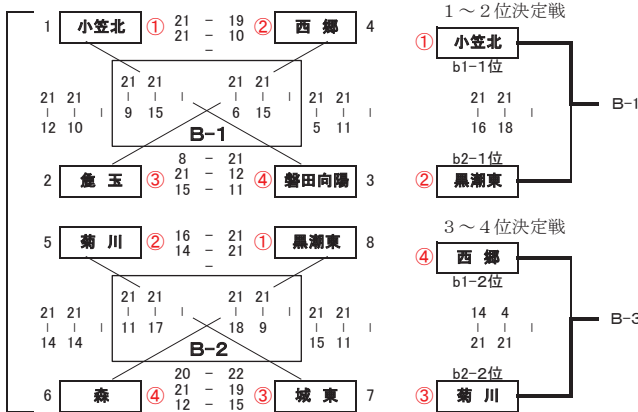 1 小笠北 ① 21 - 19 ② 西 郷 4
21 - 10
-
21 21 21 21
21 21 | | | | | | 21 21
| | | 9 15 6 15 | | |
12 10 B-1 5 11
8 - 21
2 ③ 21 - 12 ④ 磐田向陽 3
15 - 11
5 菊 川 ② 16 - 21 ① 黒潮東 8
14 - 21
-
21 21 21 21
21 21 | | | | | | 21 21
| | | 11 17 18 9 | | |
14 14 B-2 15 11
20 - 22
6 森 ④ 21 - 19 ③ 城 東 7
12 - 15
1～2位決定戦
① 小笠北
b1-1位
21 21
| | | B-1
16 18
b2-1位
② 黒潮東
3～4位決定戦
④ 西 郷
b1-2位
14 4
| | | B-3
21 21
b2-2位
③ 菊 川